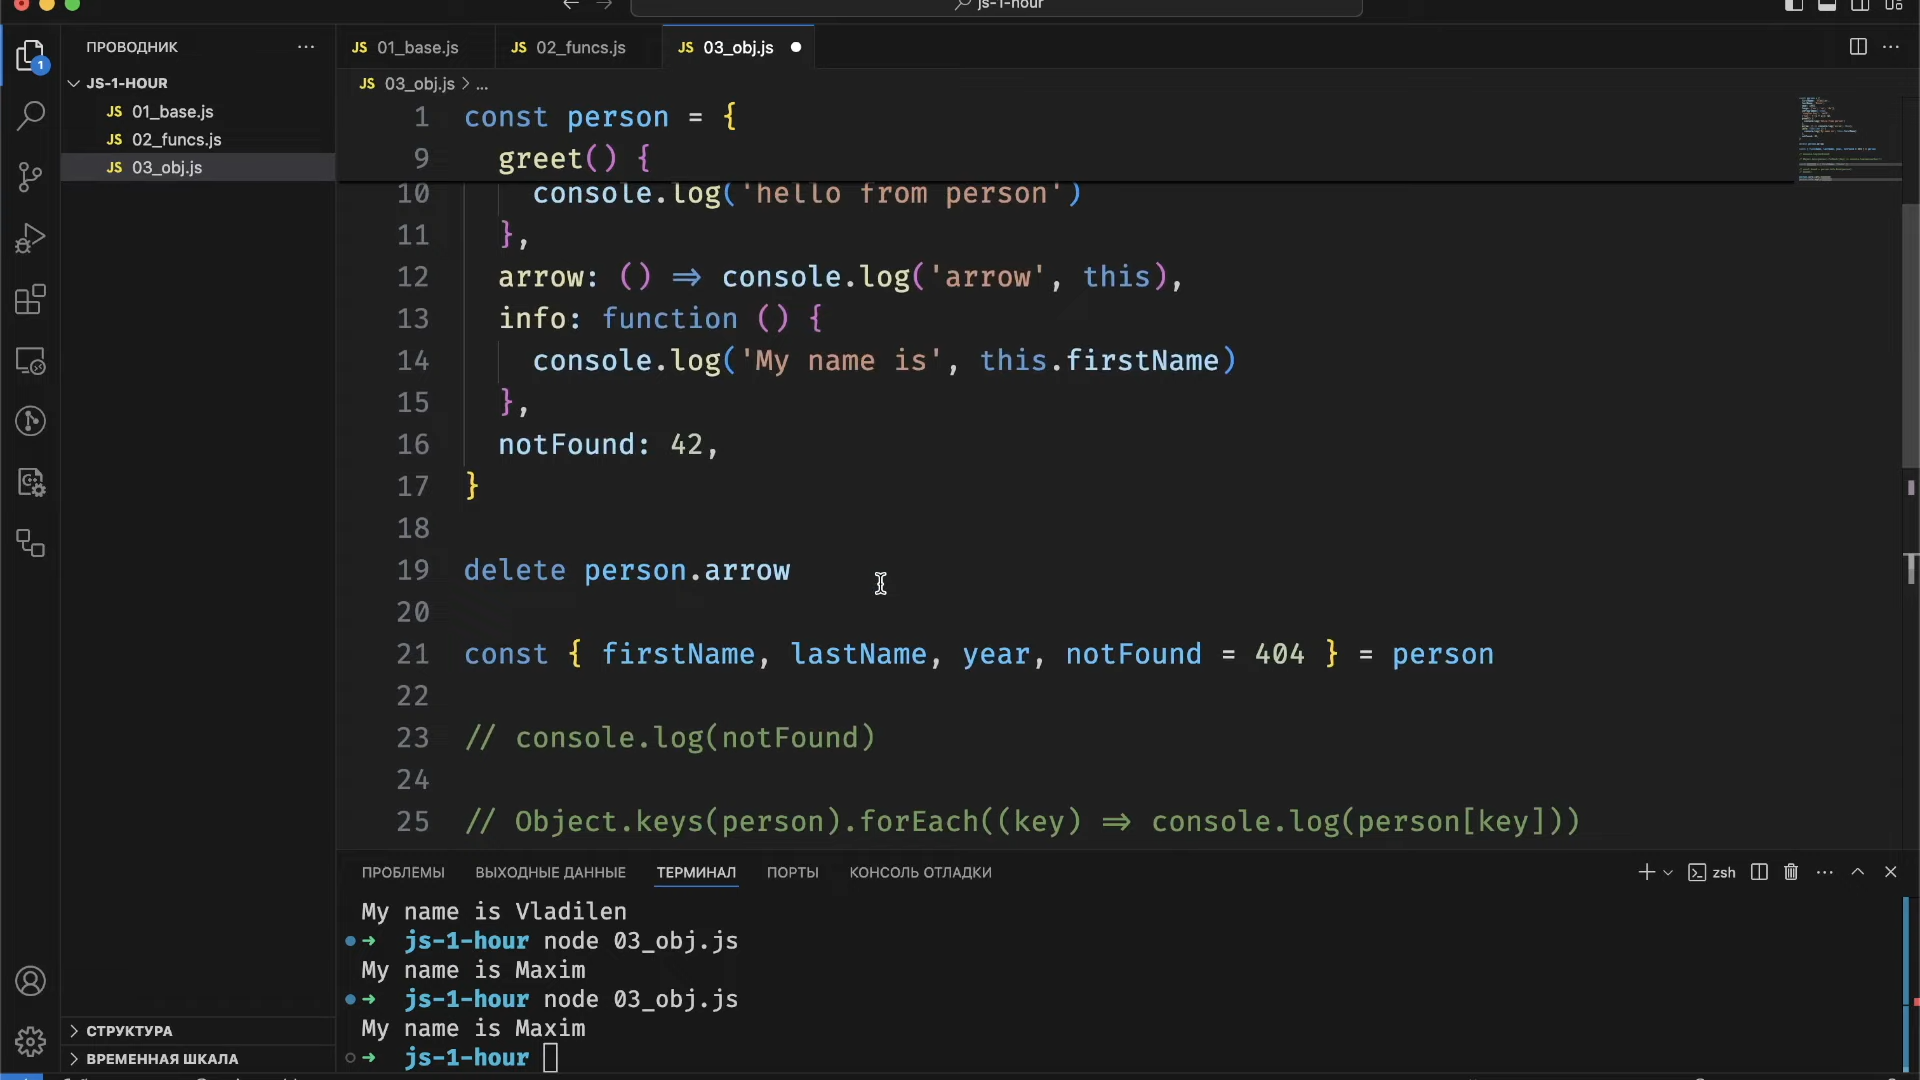 js-1-hour
ПРОВОДНИК
JS 01_base.js
JS 02_funcs.js
JS 03_obj.js
JS-1-HOUR
JS 03_obj.js > ...
JS 01_base.js
JS 02_funcs.js
JS 03_obj.js
1
1 const person = {
9 greet() {
10 console.log('hello from person')
11 },
12 arrow: () => console.log('arrow', this),
13 info: function () {
14 console.log('My name is', this.firstName)
15 },
16 notFound: 42,
17 }
18
19 delete person.arrow
20
21 const { firstName, lastName, year, notFound = 404 } = person
22
23 // console.log(notFound)
24
25 // Object.keys(person).forEach((key) => console.log(person[key]))
ПРОБЛЕМЫ ВЫХОДНЫЕ ДАННЫЕ ТЕРМИНАЛ ПОРТЫ КОНСОЛЬ ОТЛАДКИ
zsh
My name is Vladilen
➜ js-1-hour node 03_obj.js
My name is Maxim
➜ js-1-hour node 03_obj.js
My name is Maxim
➜ js-1-hour
СТРУКТУРА
ВРЕМЕННАЯ ШКАЛА